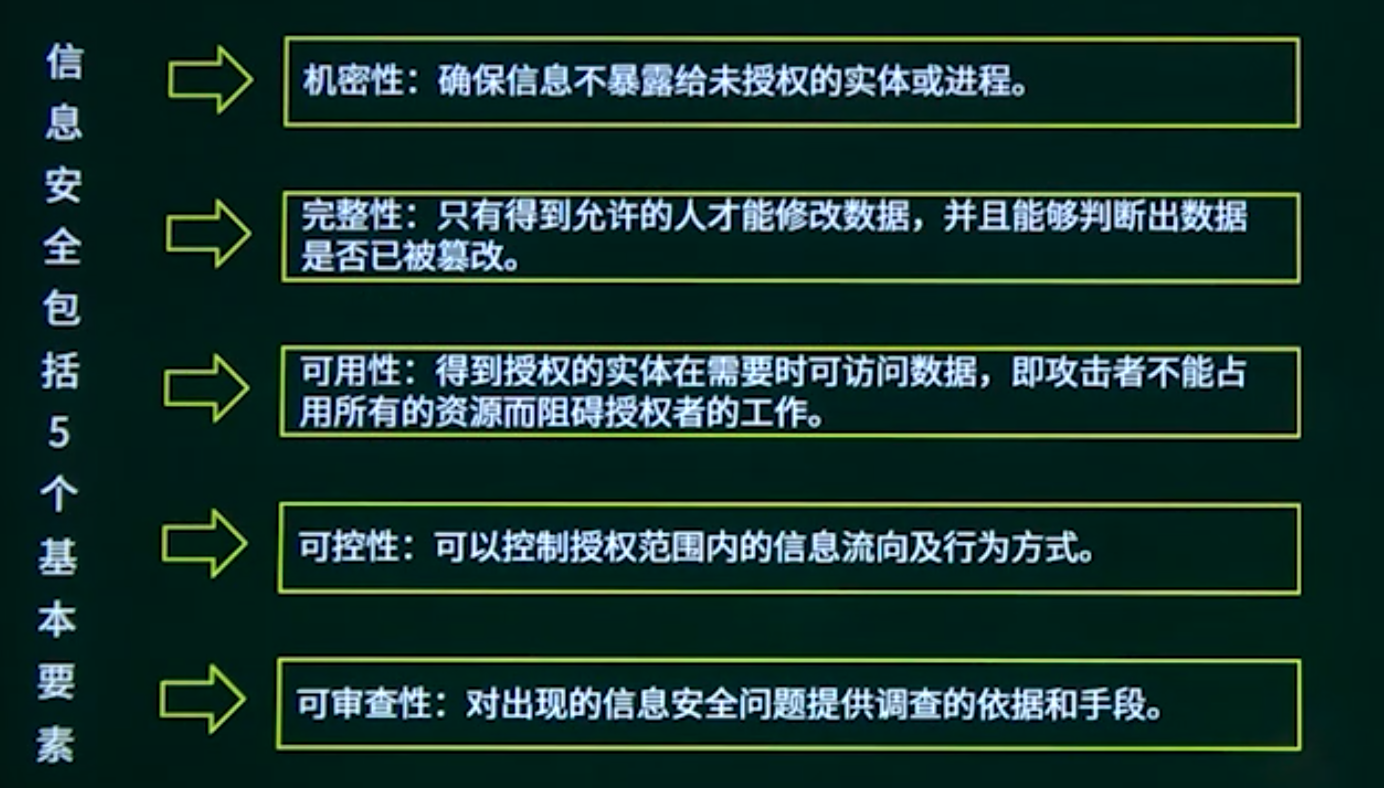 信息安全包括5个基本要素
机密性：确保信息不暴露给未授权的实体或进程。
完整性：只有得到允许的人才能修改数据，并且能够判断出数据
是否已被篡改。
可用性：得到授权的实体在需要时可访问数据，即攻击者不能占
用所有的资源而阻碍授权者的工作。
可控性：可以控制授权范围内的信息流向及行为方式。
可审查性：对出现的信息安全问题提供调查的依据和手段。